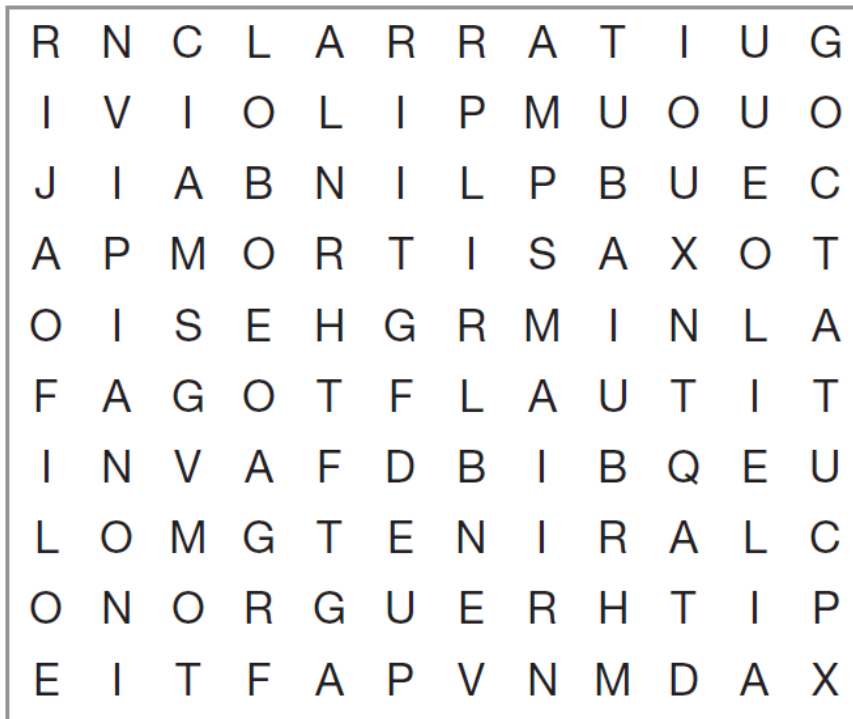 R N C L A R R A T I U G
I V I O L I P M U O U O
J I A B N I L P B U E C
A P M O R T I S A X O T
O I S E H G R M I N L A
F A G O T F L A U T I T
I N V A F D B I B Q E U
L O M G T E N I R A L C
O N O R G U E R H T I P
E I T F A P V N M D A X